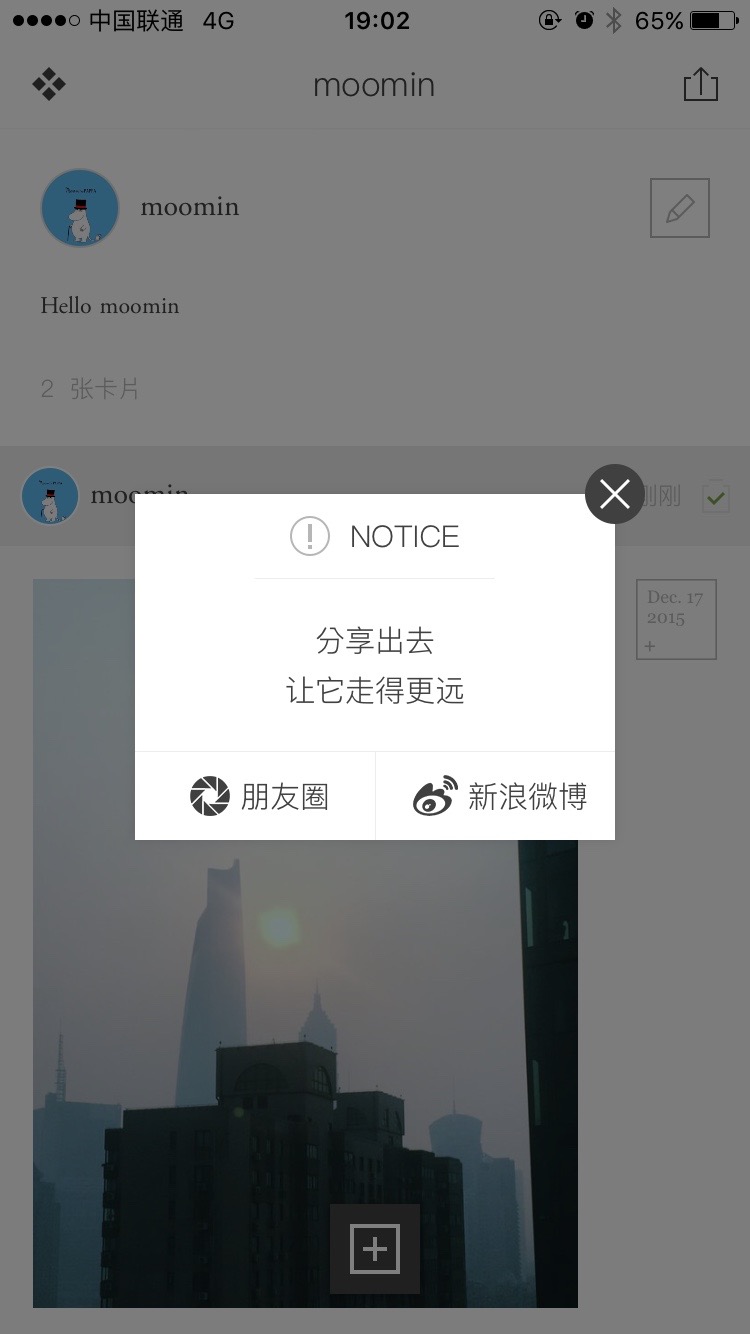 中国联通 4G 19:02 65%
moomin
moomin
Hello moomin
2 张卡片
moomin
NOTICE
分享出去
让它走得更远
朋友圈
新浪微博
Dec. 17
2015
+